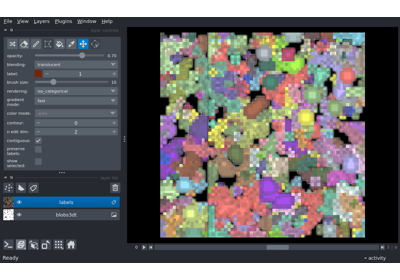 File View Layers Plugins Window Help
layer controls
opacity: 0.70
blending: translucent
label: 1
brush size: 10
rendering: iso_categorical
gradient mode: fast
color mode:
contour: 0
n edit dim: 2
contiguous:
preserve labels:
show selected:
layer list
labels
blobs3dt
0
Ready
activity